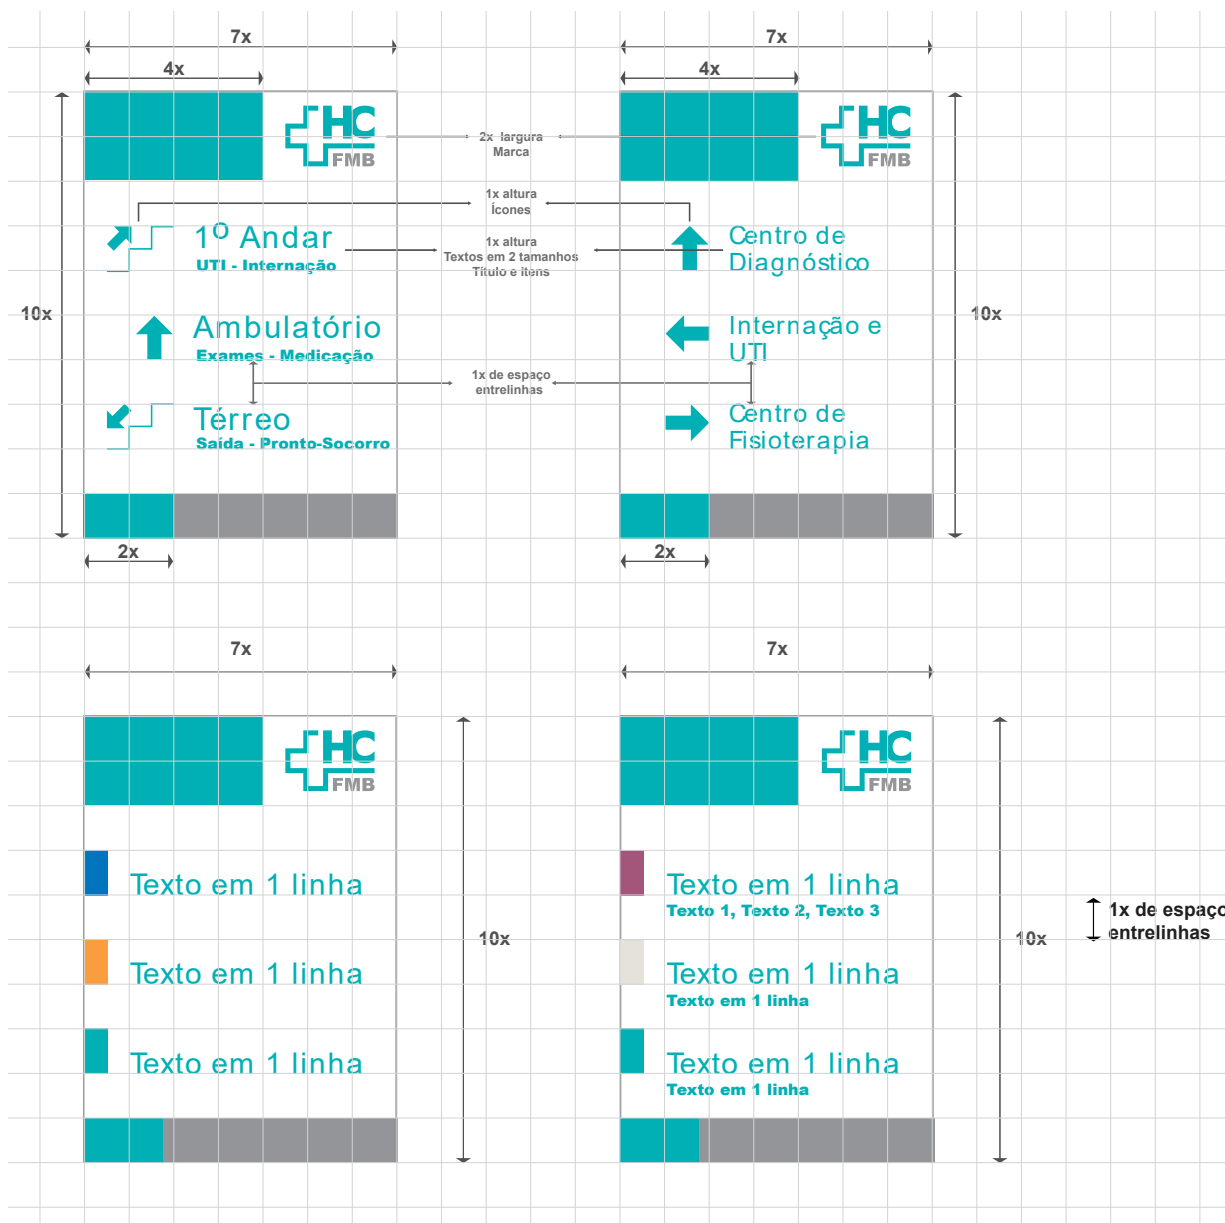 7x
7x
4x
4x
HC
FMB
2x largura
Marca
HC
FMB
1x altura
Ícones
1º Andar
UTI - Internação
1x altura
Textos em 2 tamanhos
Título e itens
Centro de
Diagnóstico
10x
10x
Ambulatório
Exames - Medicação
Internação e
UTI
1x de espaço
entrelinhas
Térreo
Saída - Pronto-Socorro
Centro de
Fisioterapia
2x
2x
7x
7x
HC
FMB
HC
FMB
Texto em 1 linha
Texto em 1 linha
Texto 1, Texto 2, Texto 3
1x de espaço
entrelinhas
10x
10x
Texto em 1 linha
Texto em 1 linha
Texto em 1 linha
Texto em 1 linha
Texto em 1 linha
Texto em 1 linha